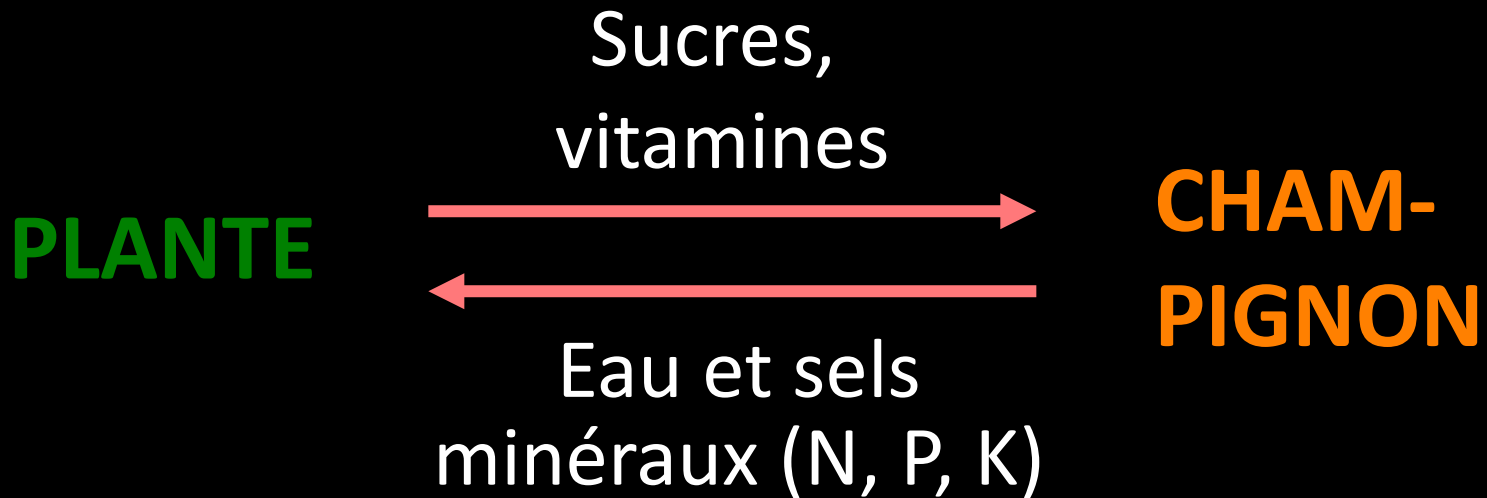 Sucres,
vitamines
PLANTE
CHAM-
PIGNON
Eau et sels
minéraux (N, P, K)